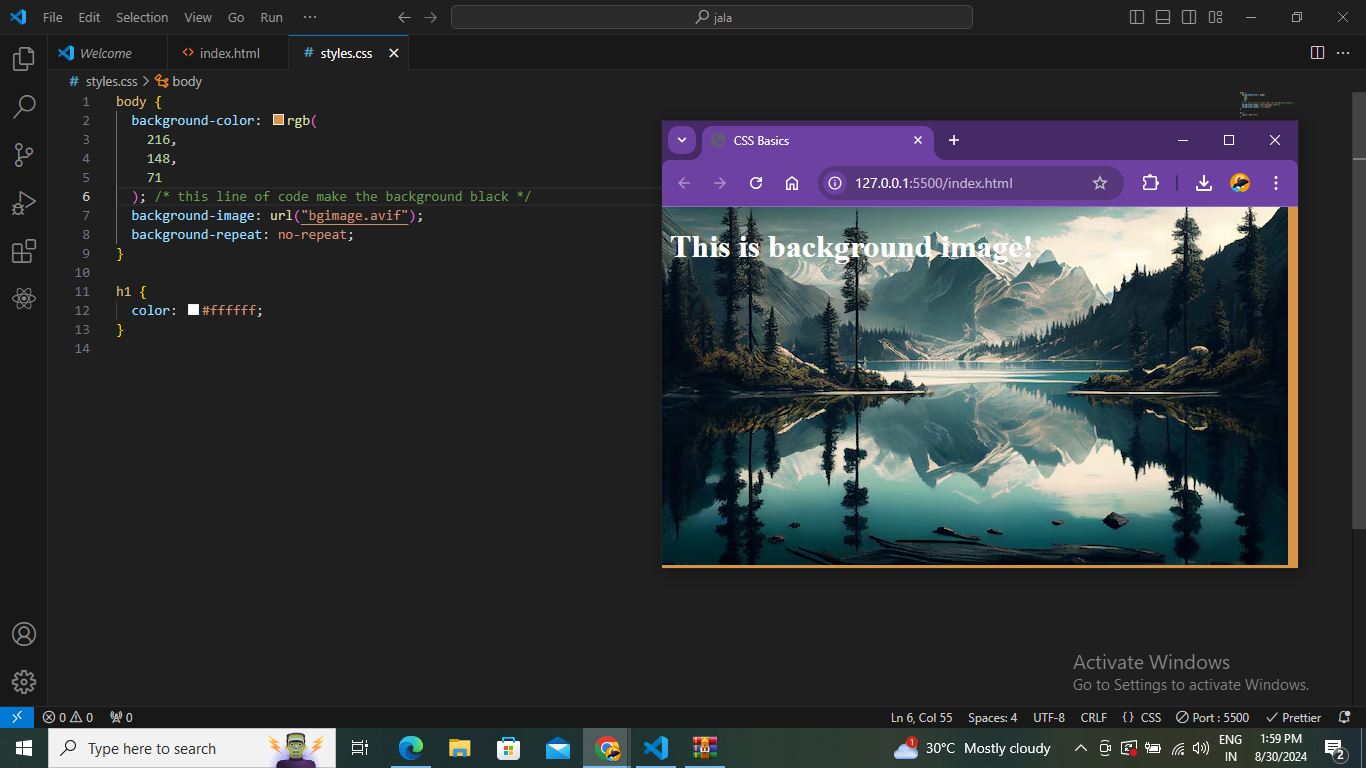 File Edit Selection View Go Run ··· jala
Welcome index.html # styles.css
# styles.css > body
1 body {
2 background-color: rgb(
3 216,
4 148,
5 71
6 ); /* this line of code make the background black */
7 background-image: url("bgimage.avif");
8 background-repeat: no-repeat;
9 }
10
11 h1 {
12 color: #ffffff;
13 }
14
CSS Basics
127.0.0.1:5500/index.html
This is background image!
Activate Windows
Go to Settings to activate Windows.
0 0 0 Ln 6, Col 55 Spaces: 4 UTF-8 CRLF {} CSS Port : 5500 Prettier
Type here to search 1 30°C Mostly cloudy ENG IN 1:59 PM 8/30/2024 2